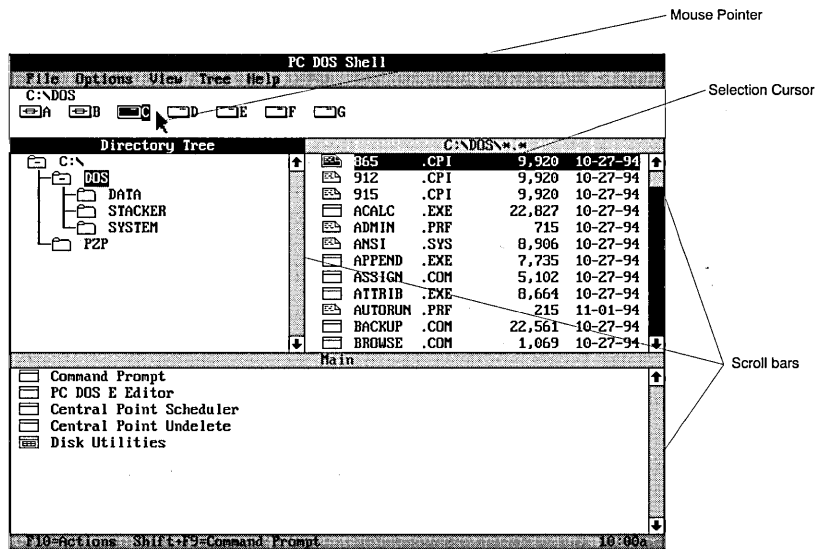 Mouse Pointer
PC DOS Shell
File Options View Tree Help
C:\DOS
Selection Cursor
A B C D E F G
Directory Tree
C:\DOS\*.*
C:\
DOS
DATA
STACKER
SYSTEM
PZP
865 .CPI 9,920 10-27-94
912 .CPI 9,920 10-27-94
915 .CPI 9,920 10-27-94
ACALC .EXE 22,827 10-27-94
ADMIN .PRF 715 10-27-94
ANSI .SYS 8,906 10-27-94
APPEND .EXE 7,735 10-27-94
ASSIGN .COM 5,102 10-27-94
ATTRIB .EXE 8,664 10-27-94
AUTORUN .PRF 215 11-01-94
BACKUP .COM 22,561 10-27-94
BROWSE .COM 1,069 10-27-94
Scroll bars
Main
Command Prompt
PC DOS E Editor
Central Point Scheduler
Central Point Undelete
Disk Utilities
F10=Actions Shift+F9=Command Prompt 10:00a